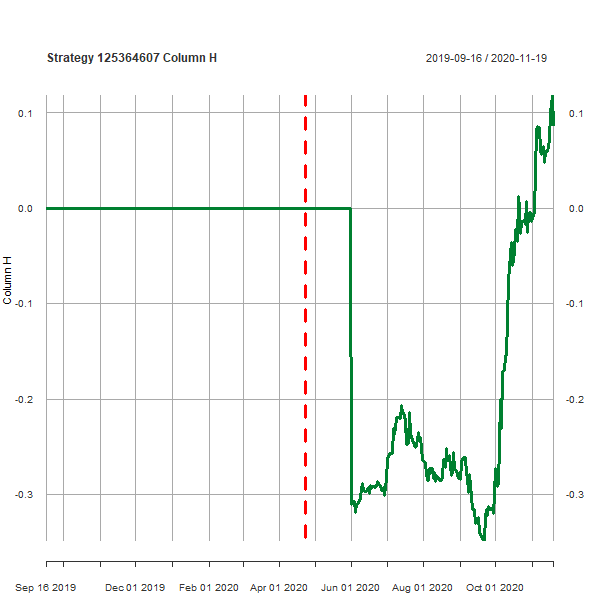 Strategy 125364607 Column H
2019-09-16 / 2020-11-19
0.1 0.1
0.0 0.0
-0.1 -0.1
-0.2 -0.2
-0.3 -0.3
Column H
Sep 16 2019 Dec 01 2019 Feb 01 2020 Apr 01 2020 Jun 01 2020 Aug 01 2020 Oct 01 2020